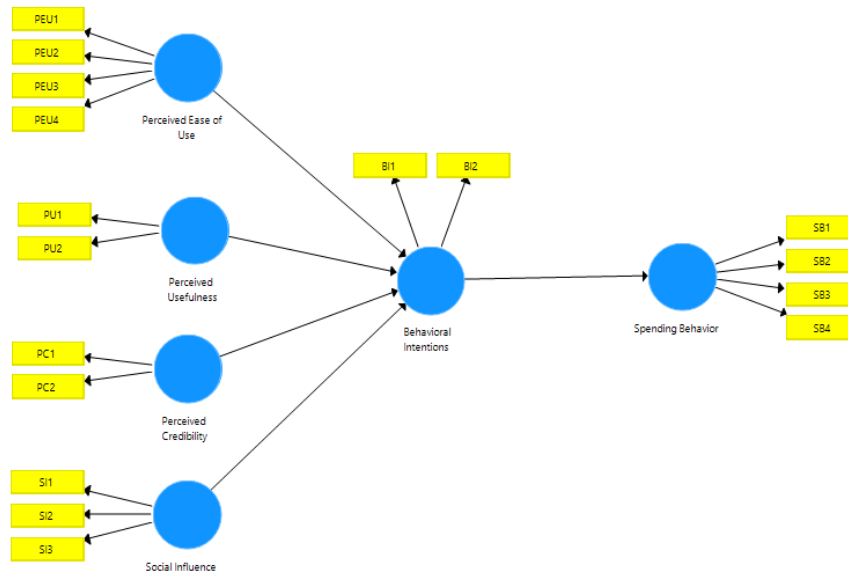 PEU1
PEU2
PEU3
PEU4
Perceived Ease of
Use
PU1
PU2
Perceived
Usefulness
PC1
PC2
Perceived
Credibility
SI1
SI2
SI3
Social Influence
BI1
BI2
Behavioral
Intentions
SB1
SB2
SB3
SB4
Spending Behavior